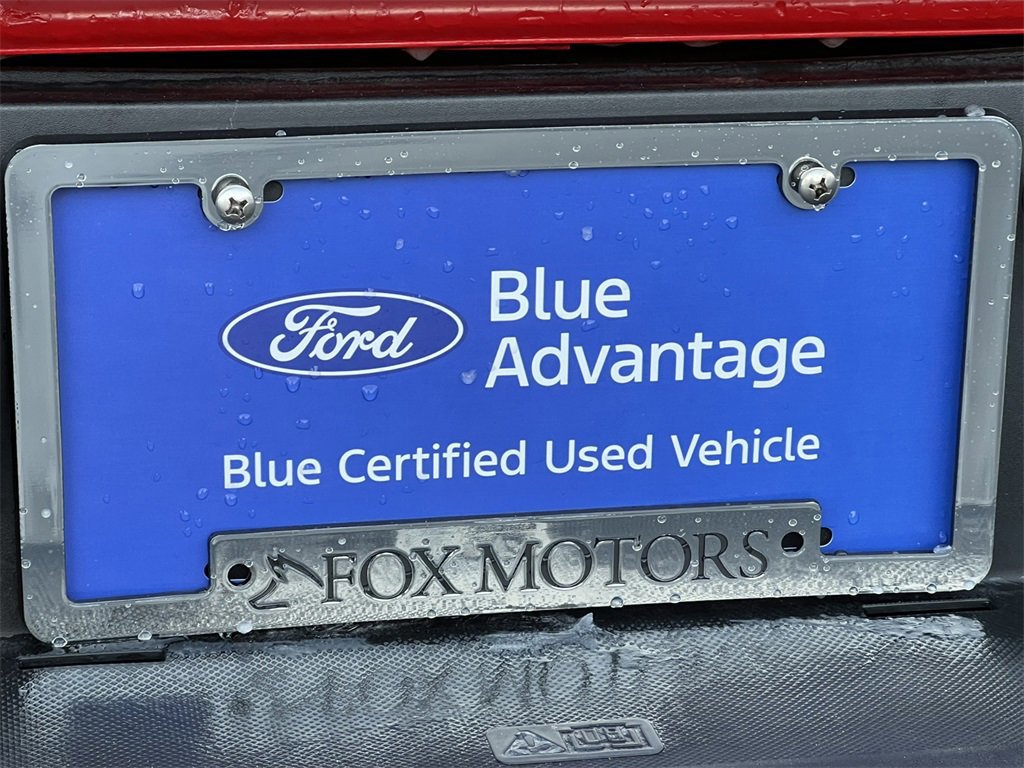 Ford
Blue
Advantage
Blue Certified Used Vehicle
FOX MOTORS